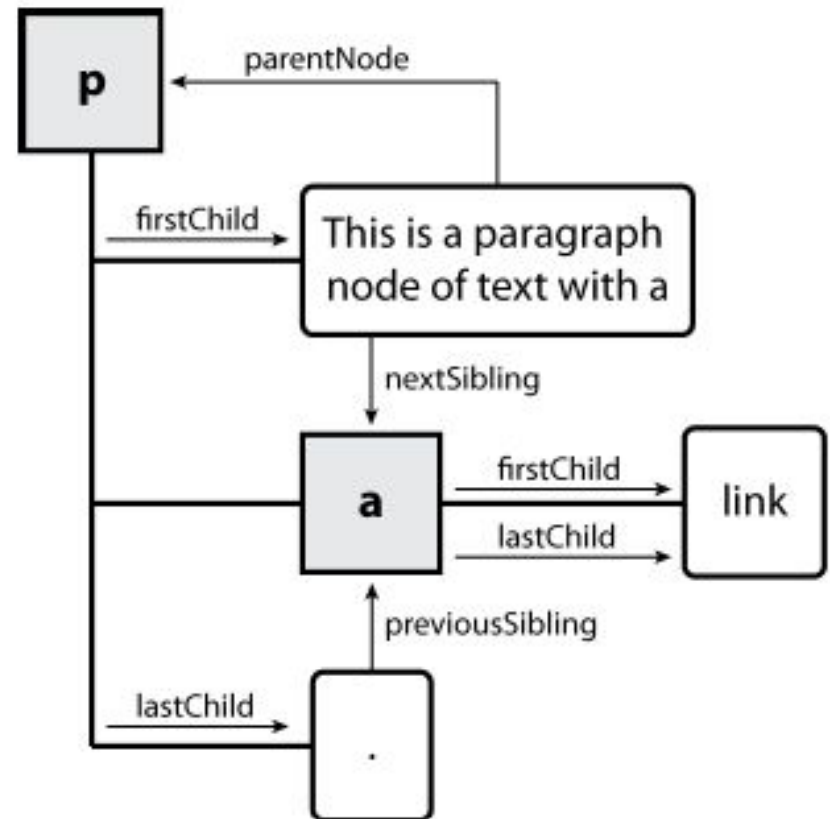 p
parentNode
firstChild
This is a paragraph
node of text with a
nextSibling
a
firstChild
link
lastChild
previousSibling
lastChild
.